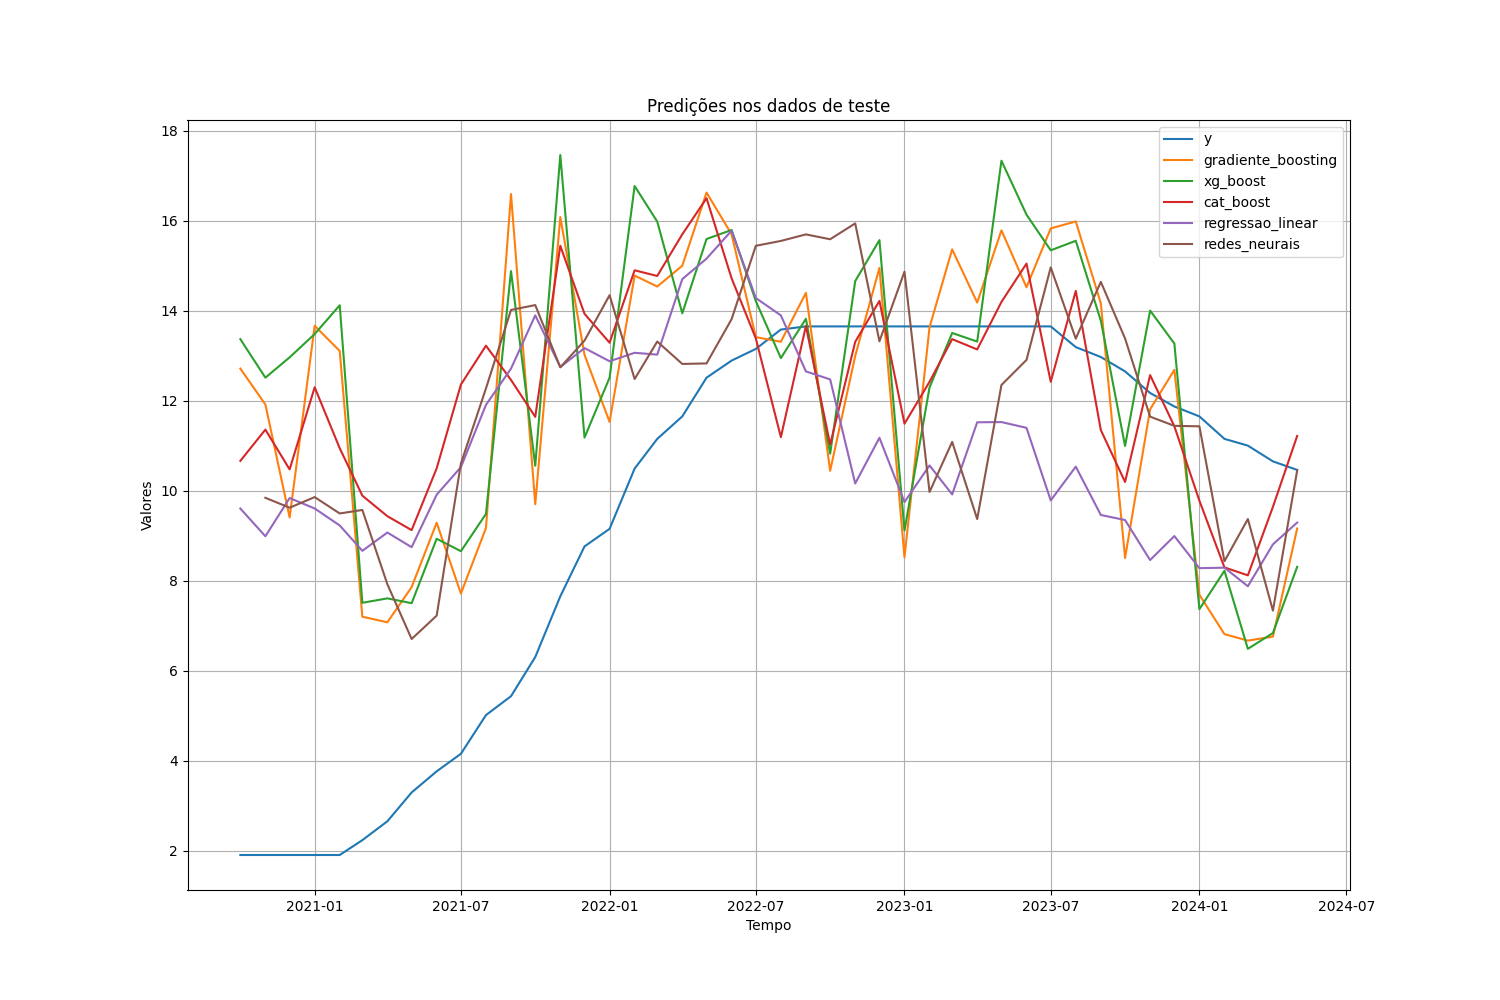 Predições nos dados de teste
y
gradiente_boosting
xg_boost
cat_boost
regressao_linear
redes_neurais
Valores
18
16
14
12
10
8
6
4
2
2021-01
2021-07
2022-01
2022-07
2023-01
2023-07
2024-01
2024-07
Tempo